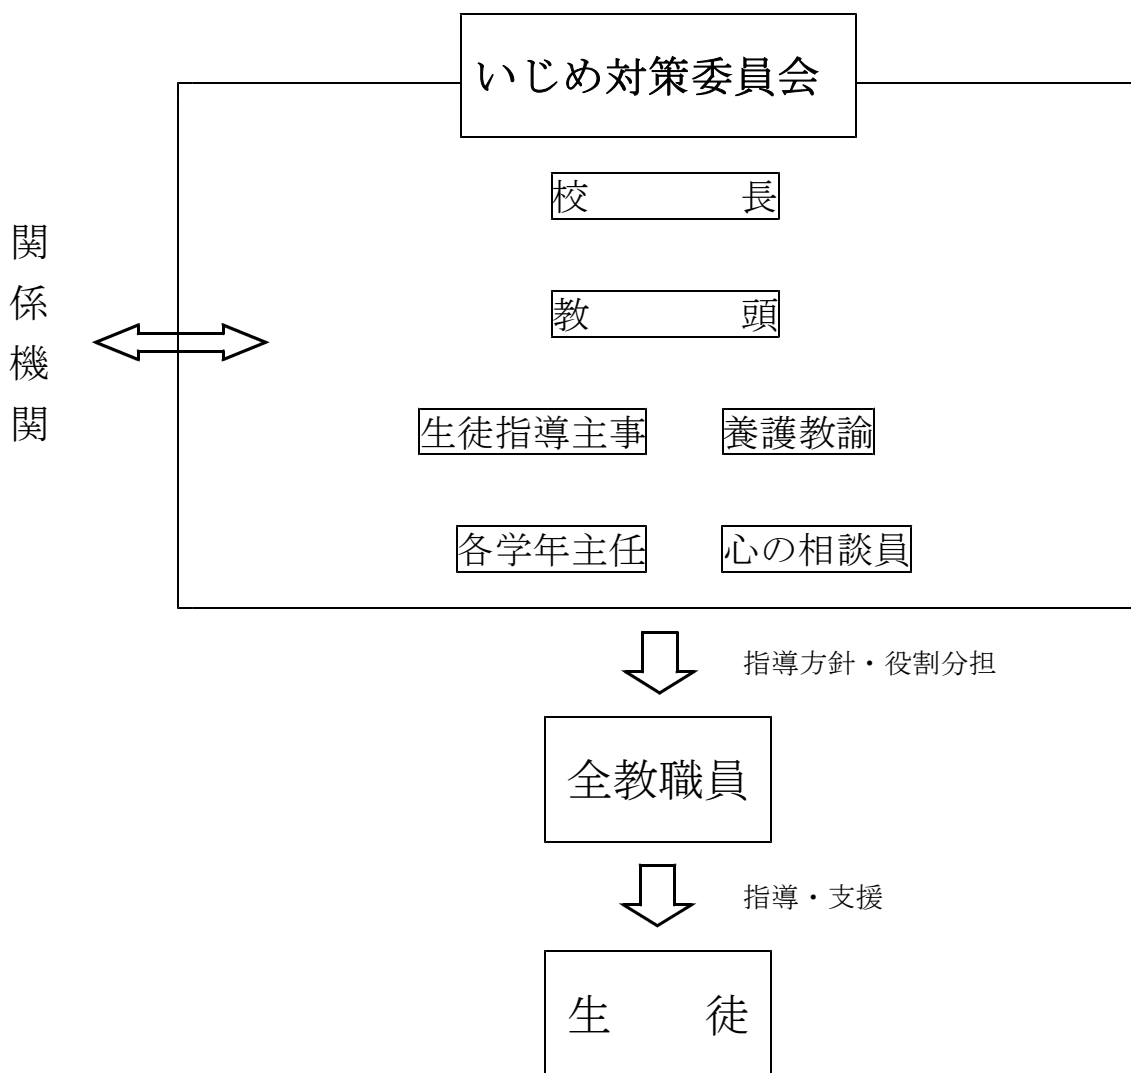 いじめ対策委員会
校　　　　長
関係機関
教　　　　頭
生徒指導主事　　養護教諭
各学年主任　　心の相談員
指導方針・役割分担
全教職員
指導・支援
生　　徒